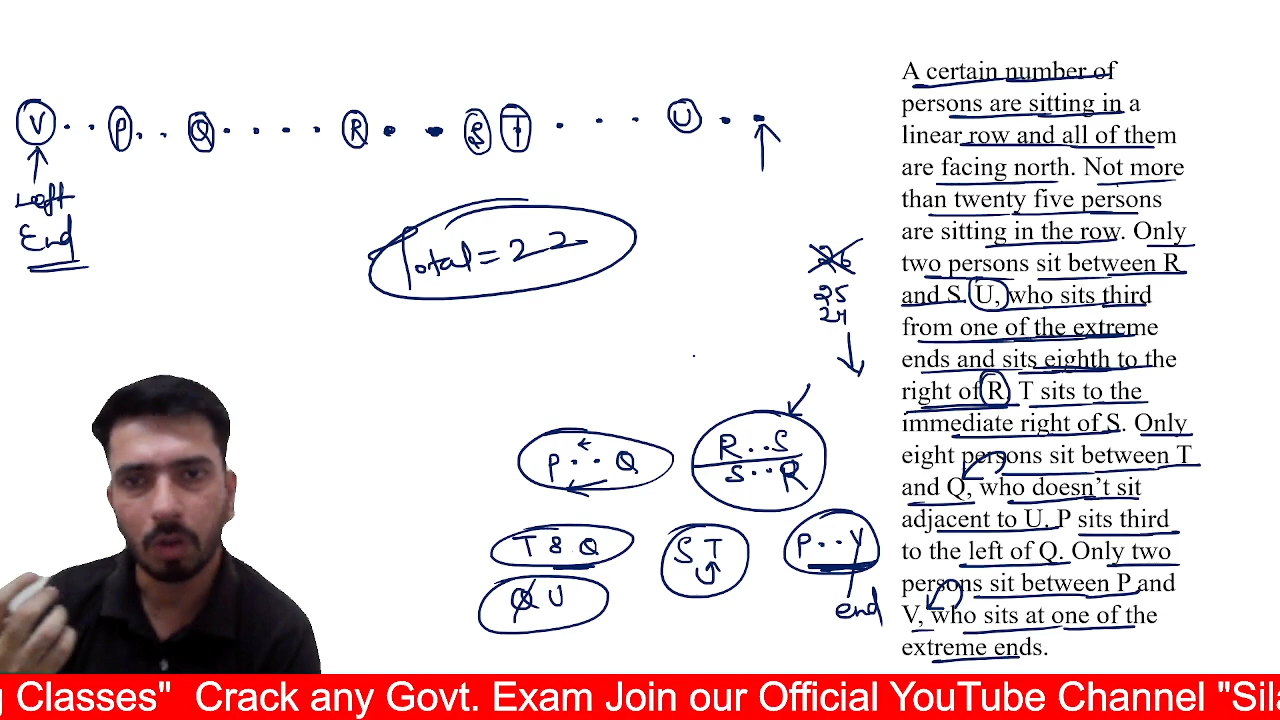 V . . P . . Q . . . . . R . . S T . . . . U . .
Left
End
Total = 22
26
25
24
P . . Q
R . . S
S . . R
T 8 Q
S T
P . . V
Q U
end
A certain number of
persons are sitting in a
linear row and all of them
are facing north. Not more
than twenty five persons
are sitting in the row. Only
two persons sit between R
and S. U, who sits third
from one of the extreme
ends and sits eighth to the
right of R. T sits to the
immediate right of S. Only
eight persons sit between T
and Q, who doesn't sit
adjacent to U. P sits third
to the left of Q. Only two
persons sit between P and
V, who sits at one of the
extreme ends.
g Classes" Crack any Govt. Exam Join our Official YouTube Channel "Sila